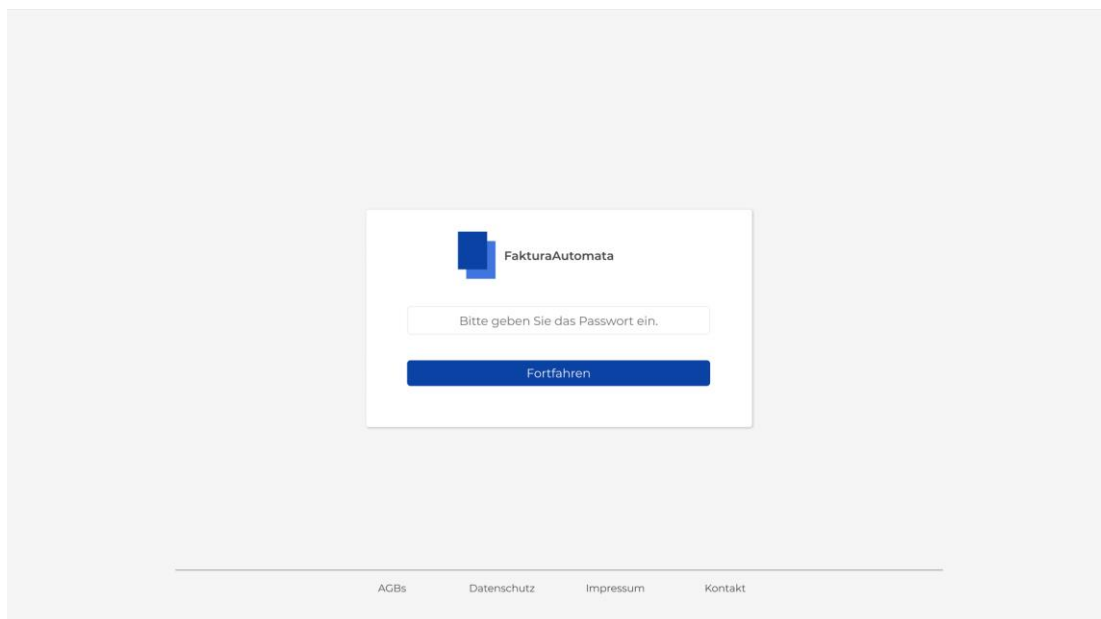 FakturaAutomata
Bitte geben Sie das Passwort ein.
Fortfahren
AGBs Datenschutz Impressum Kontakt